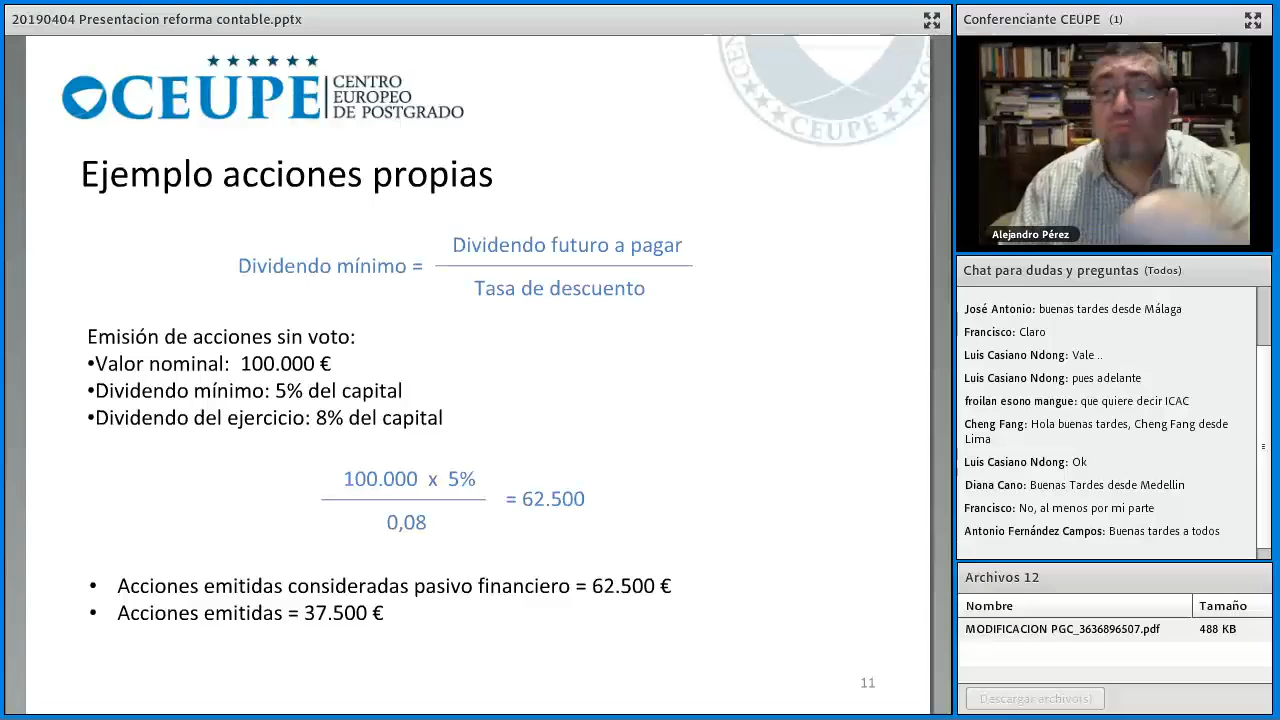 20190404 Presentacion reforma contable.pptx
CEUPE
CENTRO
EUROPEO
DE POSTGRADO
CEUPE
Ejemplo acciones propias
Dividendo mínimo =
Dividendo futuro a pagar
Tasa de descuento
Emisión de acciones sin voto:
•Valor nominal: 100.000 €
•Dividendo mínimo: 5% del capital
•Dividendo del ejercicio: 8% del capital
100.000 x 5%
0,08
= 62.500
• Acciones emitidas consideradas pasivo financiero = 62.500 €
• Acciones emitidas = 37.500 €
11
Conferenciante CEUPE (1)
Alejandro Pérez
Chat para dudas y preguntas (Todos)
José Antonio: buenas tardes desde Málaga
Francisco: Claro
Luis Casiano Ndong: Vale ..
Luis Casiano Ndong: pues adelante
froilan esono mangue: que quiere decir ICAC
Cheng Fang: Hola buenas tardes, Cheng Fang desde
Lima
Luis Casiano Ndong: Ok
Diana Cano: Buenas Tardes desde Medellin
Francisco: No, al menos por mi parte
Antonio Fernández Campos: Buenas tardes a todos
Archivos 12
Nombre Tamaño
MODIFICACION PGC_3636896507.pdf 488 KB
Descargar archivo(s)